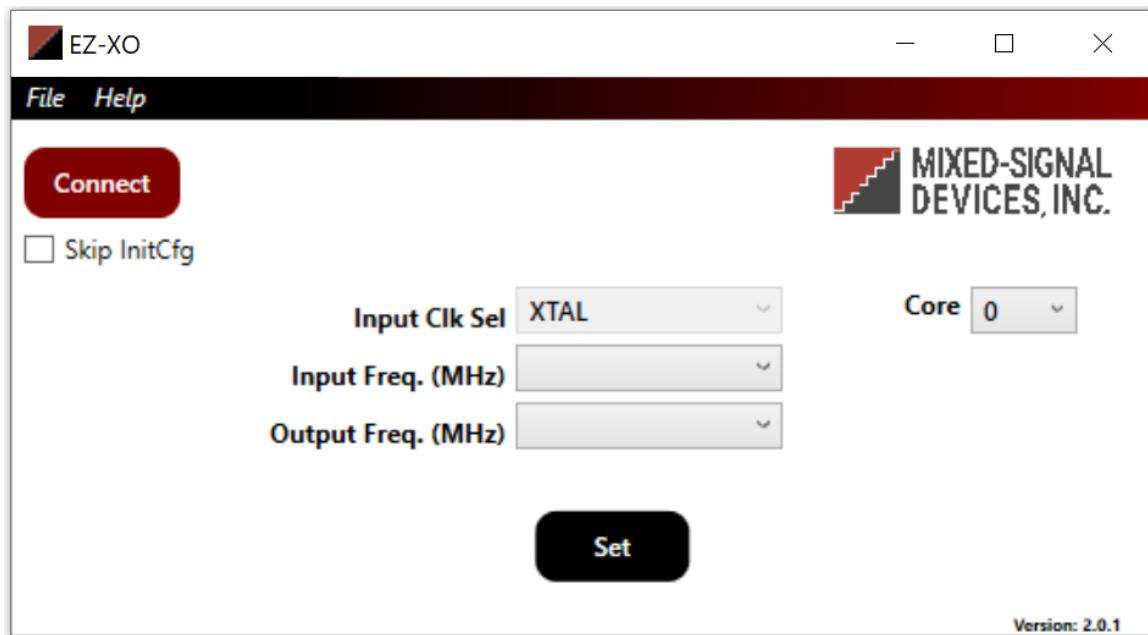 EZ-XO
File Help
Connect
MIXED-SIGNAL
DEVICES, INC.
Skip InitCfg
Input Clk Sel XTAL
Core 0
Input Freq. (MHz)
Output Freq. (MHz)
Set
Version: 2.0.1